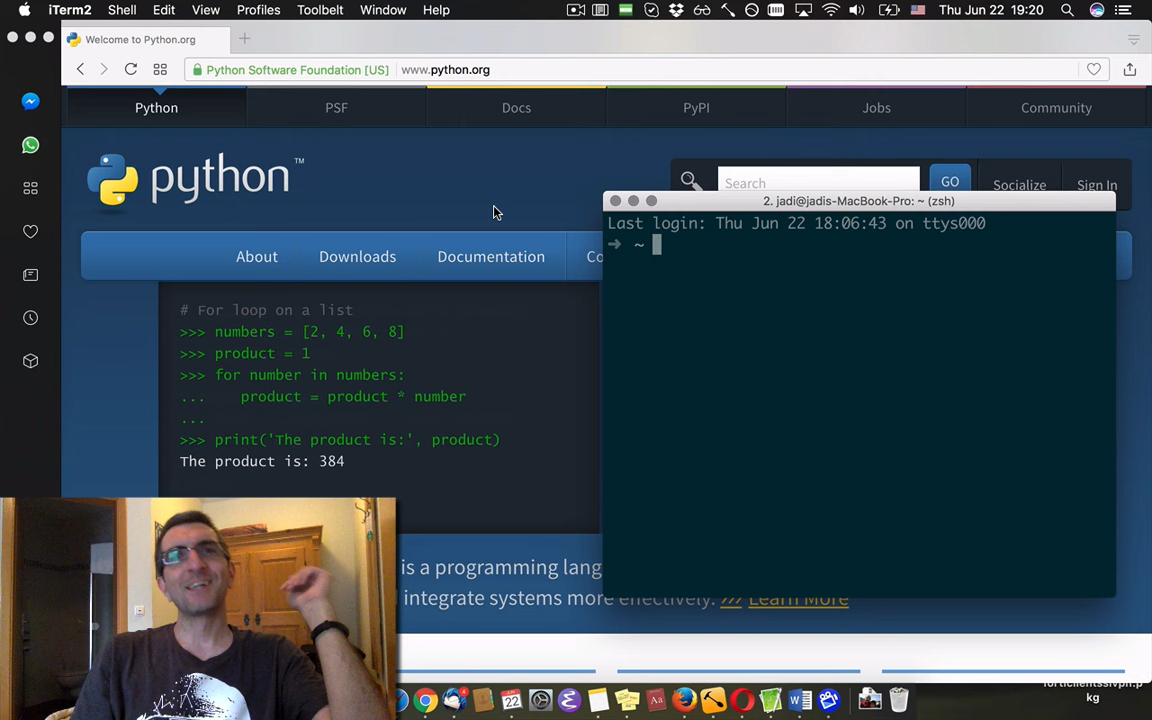 iTerm2 Shell Edit View Profiles Toolbelt Window Help Thu Jun 22 19:20
Welcome to Python.org
Python Software Foundation [US] www.python.org
Python PSF Docs PyPI Jobs Community
python™
Search GO Socialize Sign In
2. jadi@jadis-MacBook-Pro: ~ (zsh)
Last login: Thu Jun 22 18:06:43 on ttys000
➜ ~
About Downloads Documentation Co
# For loop on a list
>>> numbers = [2, 4, 6, 8]
>>> product = 1
>>> for number in numbers:
... product = product * number
...
>>> print('The product is:', product)
The product is: 384
is a programming lang
integrate systems more effectively. >>> Learn More
22
kg